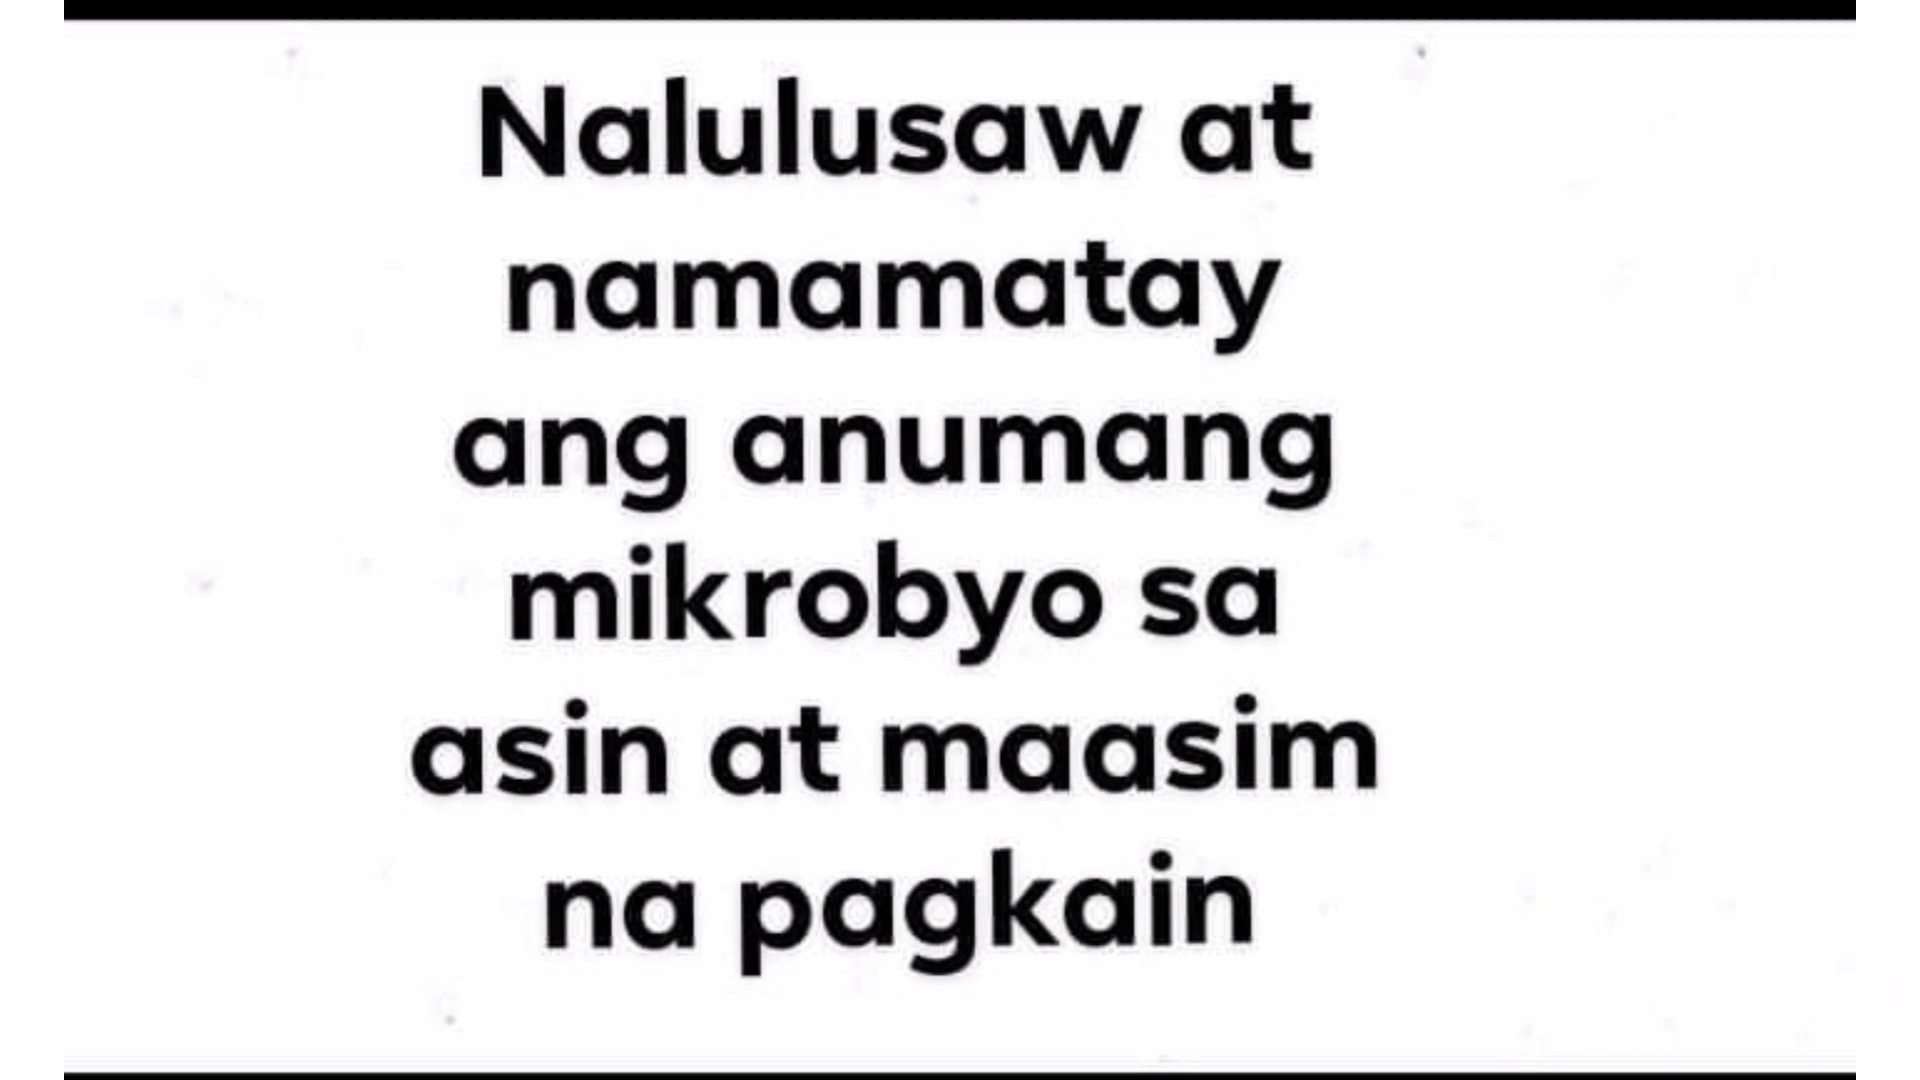 Nalulusaw at
namamatay
ang anumang
mikrobyo sa
asin at maasim
na pagkain